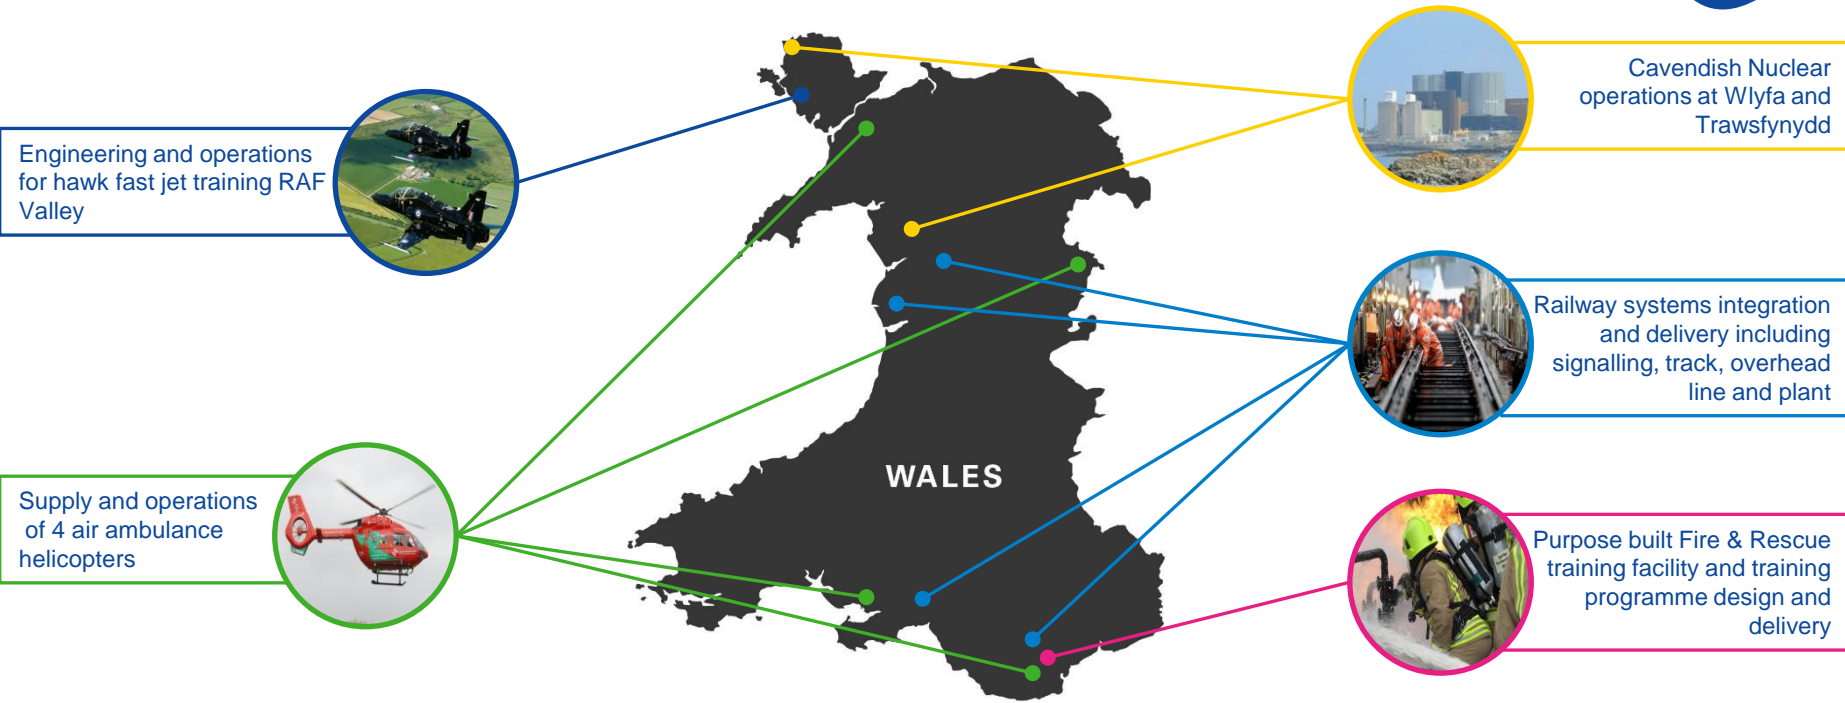 Engineering and operations
for hawk fast jet training RAF
Valley
Supply and operations
of 4 air ambulance
helicopters
WALES
Cavendish Nuclear
operations at Wlyfa and
Trawsfynydd
Railway systems integration
and delivery including
signalling, track, overhead
line and plant
Purpose built Fire & Rescue
training facility and training
programme design and
delivery